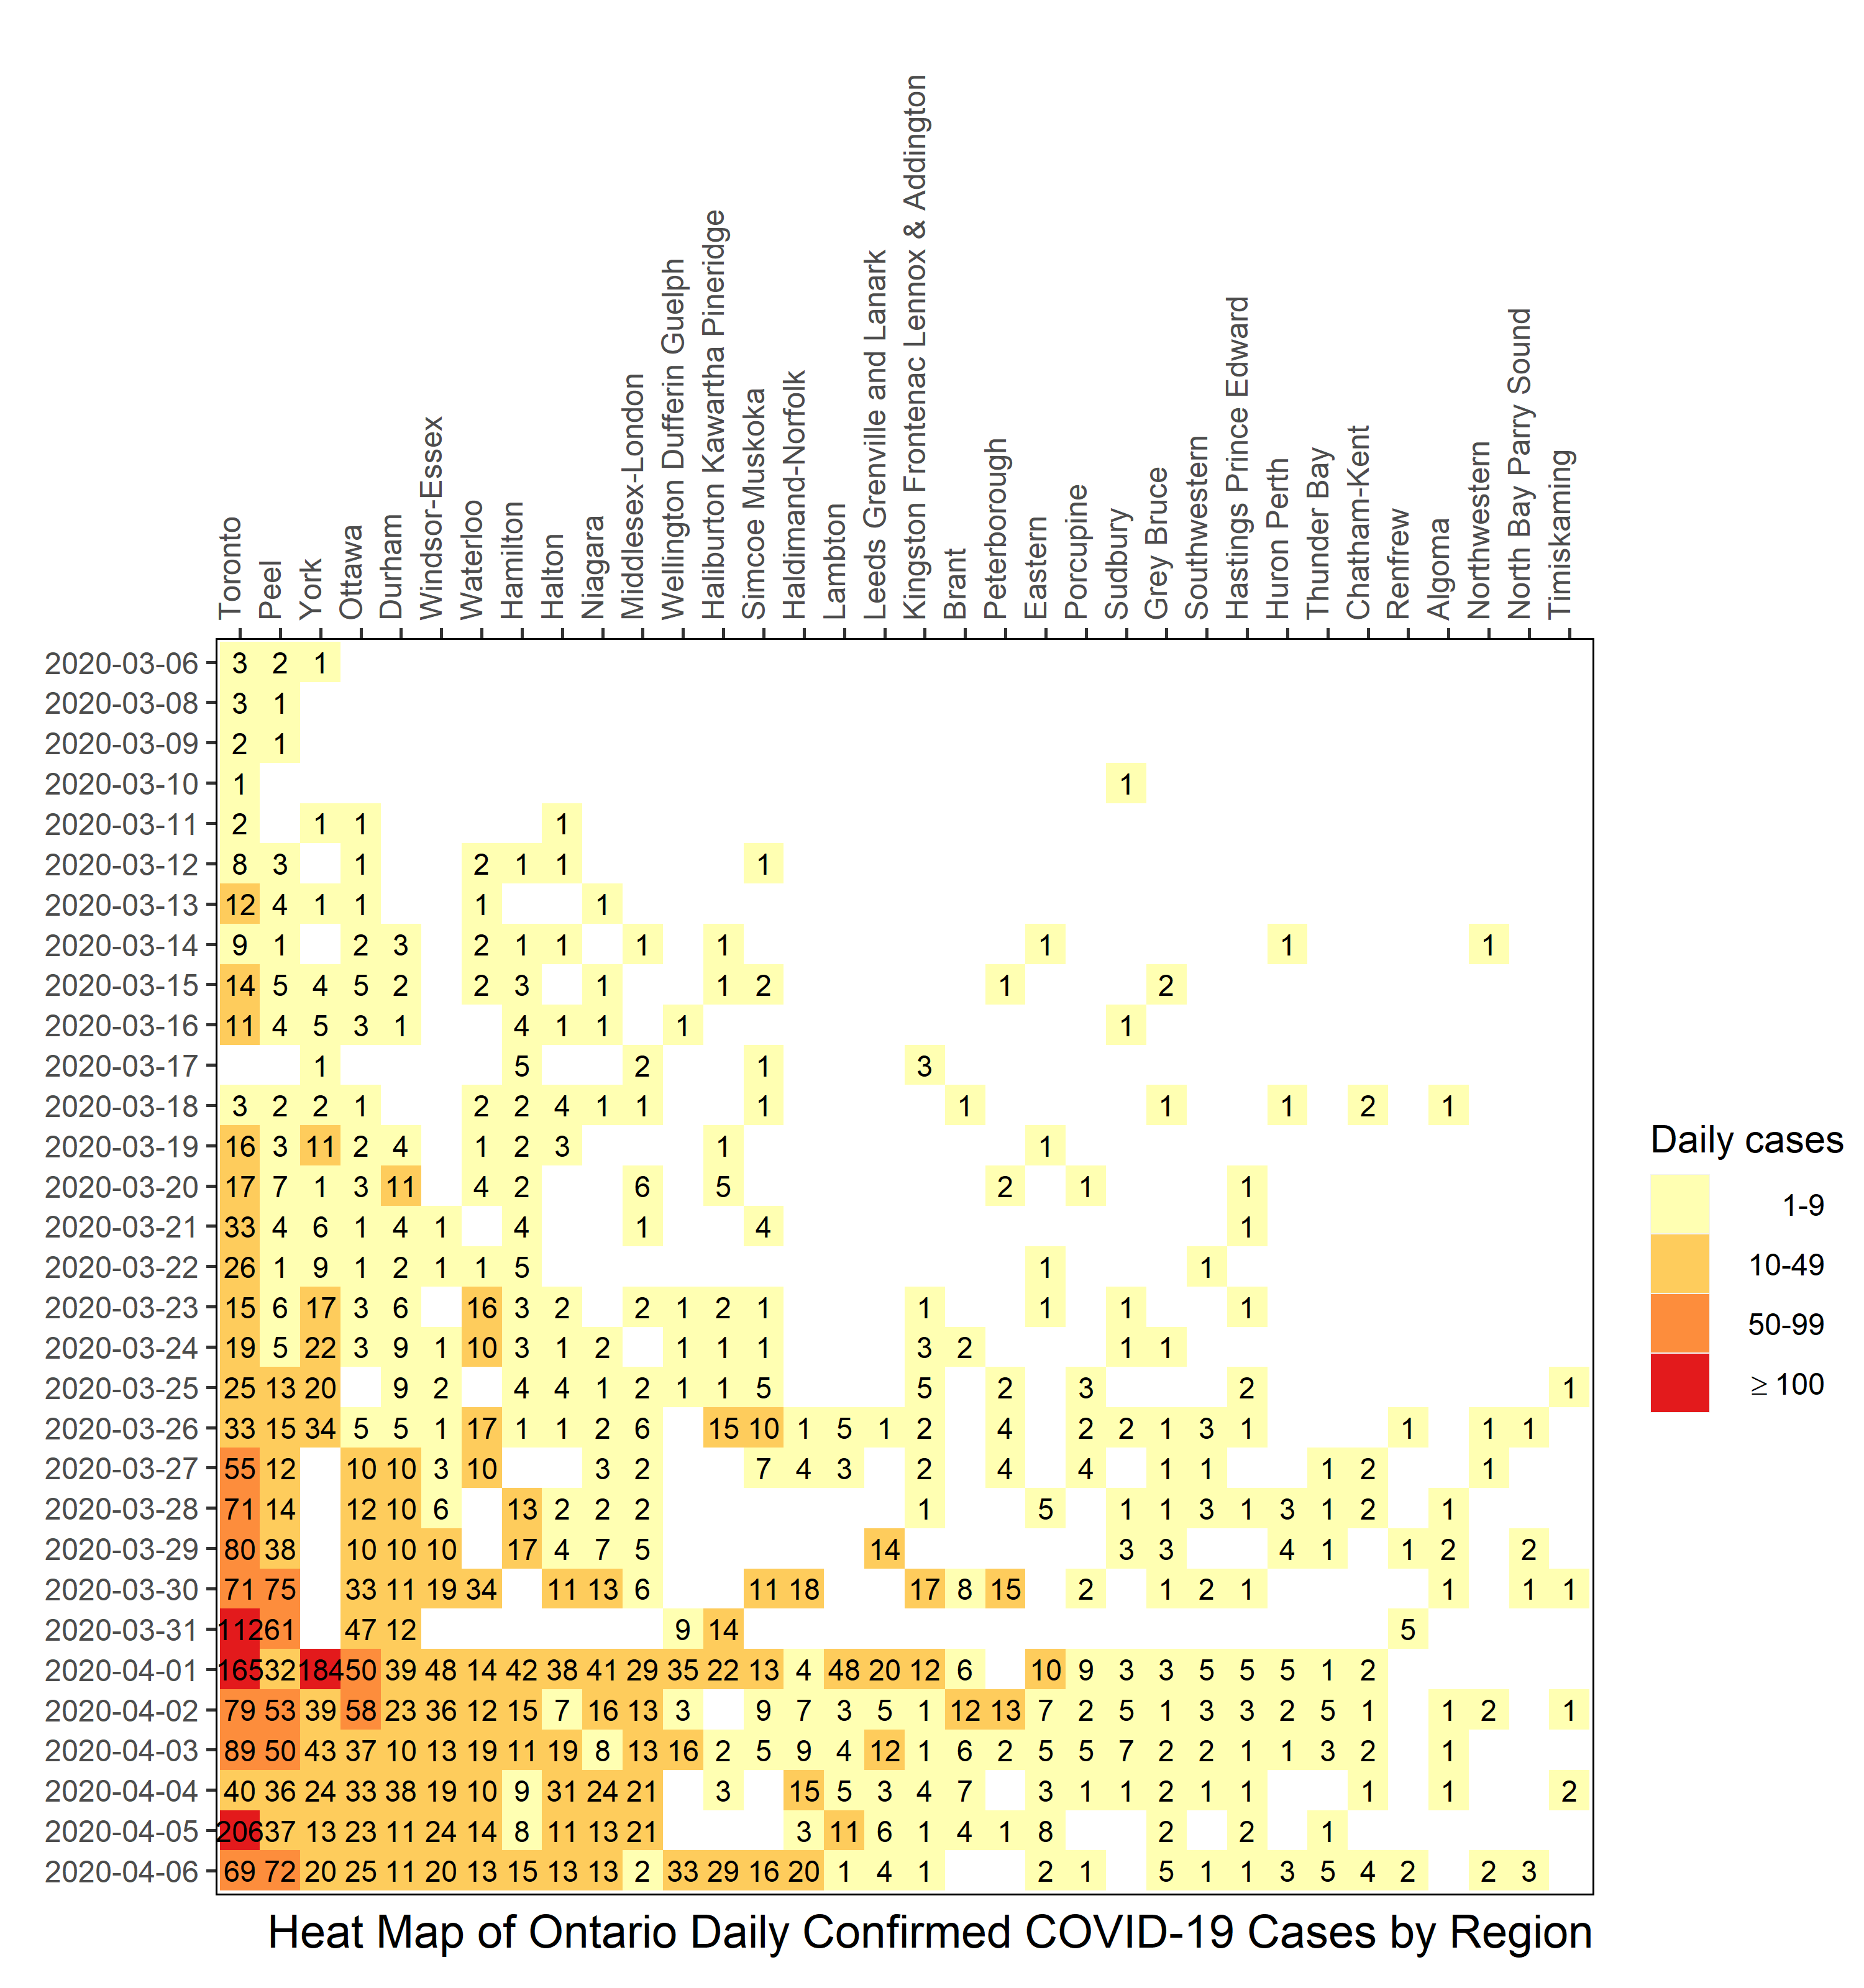 Toronto
Peel
York
Ottawa
Durham
Windsor-Essex
Waterloo
Hamilton
Halton
Niagara
Middlesex-London
Wellington Dufferin Guelph
Haliburton Kawartha Pineridge
Simcoe Muskoka
Haldimand-Norfolk
Lambton
Leeds Grenville and Lanark
Kingston Frontenac Lennox & Addington
Brant
Peterborough
Eastern
Porcupine
Sudbury
Grey Bruce
Southwestern
Hastings Prince Edward
Huron Perth
Thunder Bay
Chatham-Kent
Renfrew
Algoma
Northwestern
North Bay Parry Sound
Timiskaming
2020-03-06 3 2 1
2020-03-08 3 1
2020-03-09 2 1
2020-03-10 1 1
2020-03-11 2 1 1 1
2020-03-12 8 3 1 2 1 1 1
2020-03-13 12 4 1 1 1 1
2020-03-14 9 1 2 3 2 1 1 1 1 1 1 1
2020-03-15 14 5 4 5 2 2 3 1 1 2 1 2
2020-03-16 11 4 5 3 1 4 1 1 1 1
2020-03-17 1 5 2 1 3
2020-03-18 3 2 2 1 2 2 4 1 1 1 1 1 1 2 1
2020-03-19 16 3 11 2 4 1 2 3 1 1
2020-03-20 17 7 1 3 11 4 2 6 5 2 1 1
2020-03-21 33 4 6 1 4 1 4 1 4 1
2020-03-22 26 1 9 1 2 1 1 5 1 1
2020-03-23 15 6 17 3 6 16 3 2 2 1 2 1 1 1 1 1
2020-03-24 19 5 22 3 9 1 10 3 1 2 1 1 1 3 2 1 1
2020-03-25 25 13 20 9 2 4 4 1 2 1 1 5 5 2 3 2 1
2020-03-26 33 15 34 5 5 1 17 1 1 2 6 15 10 1 5 1 2 4 2 2 1 3 1 1 1 1
2020-03-27 55 12 10 10 3 10 3 2 7 4 3 2 4 4 1 1 1 2 1
2020-03-28 71 14 12 10 6 13 2 2 2 1 5 1 1 3 1 3 1 2 1
2020-03-29 80 38 10 10 10 17 4 7 5 14 3 3 4 1 1 2 2
2020-03-30 71 75 33 11 19 34 11 13 6 11 18 17 8 15 2 1 2 1 1 1 1
2020-03-31 112 61 47 12 9 14 5
2020-04-01 165 32 184 50 39 48 14 42 38 41 29 35 22 13 4 48 20 12 6 10 9 3 3 5 5 5 1 2
2020-04-02 79 53 39 58 23 36 12 15 7 16 13 3 9 7 3 5 1 12 13 7 2 5 1 3 3 2 5 1 1 2 1
2020-04-03 89 50 43 37 10 13 19 11 19 8 13 16 2 5 9 4 12 1 6 2 5 5 7 2 2 1 1 3 2 1
2020-04-04 40 36 24 33 38 19 10 9 31 24 21 3 15 5 3 4 7 3 1 1 2 1 1 1 1 2
2020-04-05 206 37 13 23 11 24 14 8 11 13 21 3 11 6 1 4 1 8 2 2 1
2020-04-06 69 72 20 25 11 20 13 15 13 13 2 33 29 16 20 1 4 1 2 1 5 1 1 3 5 4 2 2 3
Daily cases
1-9
10-49
50-99
≥ 100
Heat Map of Ontario Daily Confirmed COVID-19 Cases by Region